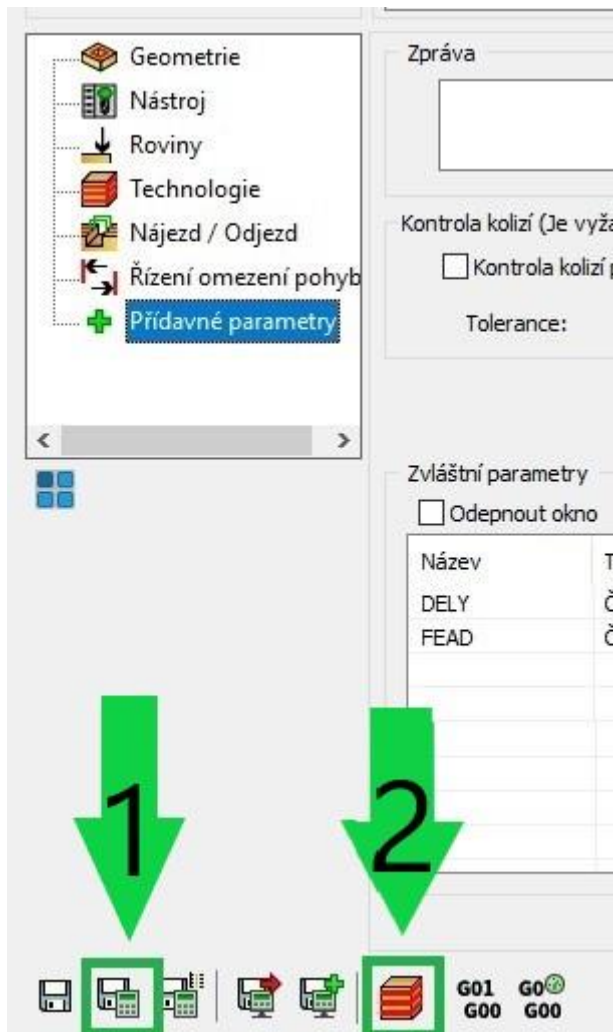 Geometrie
Nástroj
Roviny
Technologie
Nájezd / Odjezd
Řízení omezení pohyb
Přídavné parametry
Zpráva
Kontrola kolizí (Je vyža
Kontrola kolizí p
Tolerance:
Zvláštní parametry
Odepnout okno
Název T
DELY Č
FEAD Č
1
2
G01 G0
G00 G00